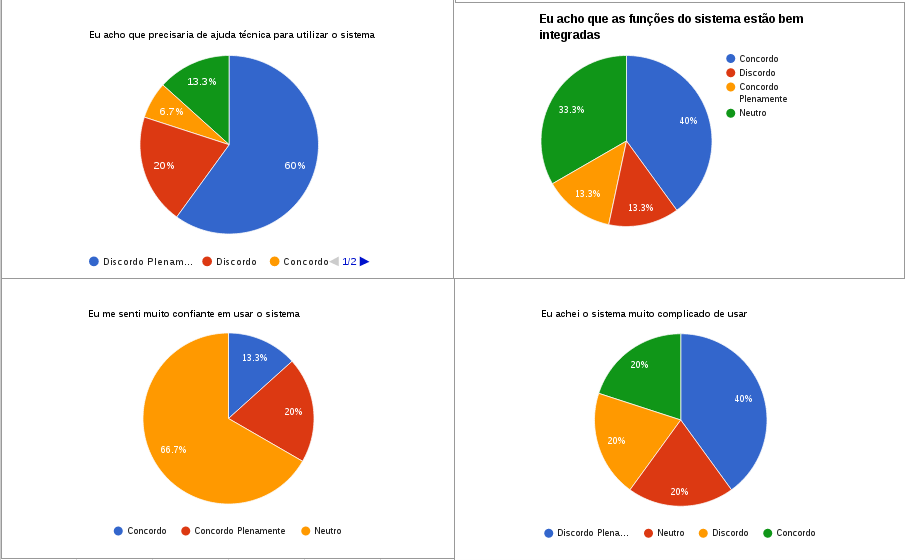 Eu acho que precisaria de ajuda técnica para utilizar o sistema
13.3%
6.7%
20%
60%
Discordo Plenam...
Discordo
Concordo
1/2
Eu acho que as funções do sistema estão bem
integradas
Concordo
Discordo
Concordo
Plenamente
Neutro
33.3%
40%
13.3%
13.3%
Eu me senti muito confiante em usar o sistema
13.3%
20%
66.7%
Concordo
Concordo Plenamente
Neutro
Eu achei o sistema muito complicado de usar
20%
40%
20%
20%
Discordo Plena...
Neutro
Discordo
Concordo